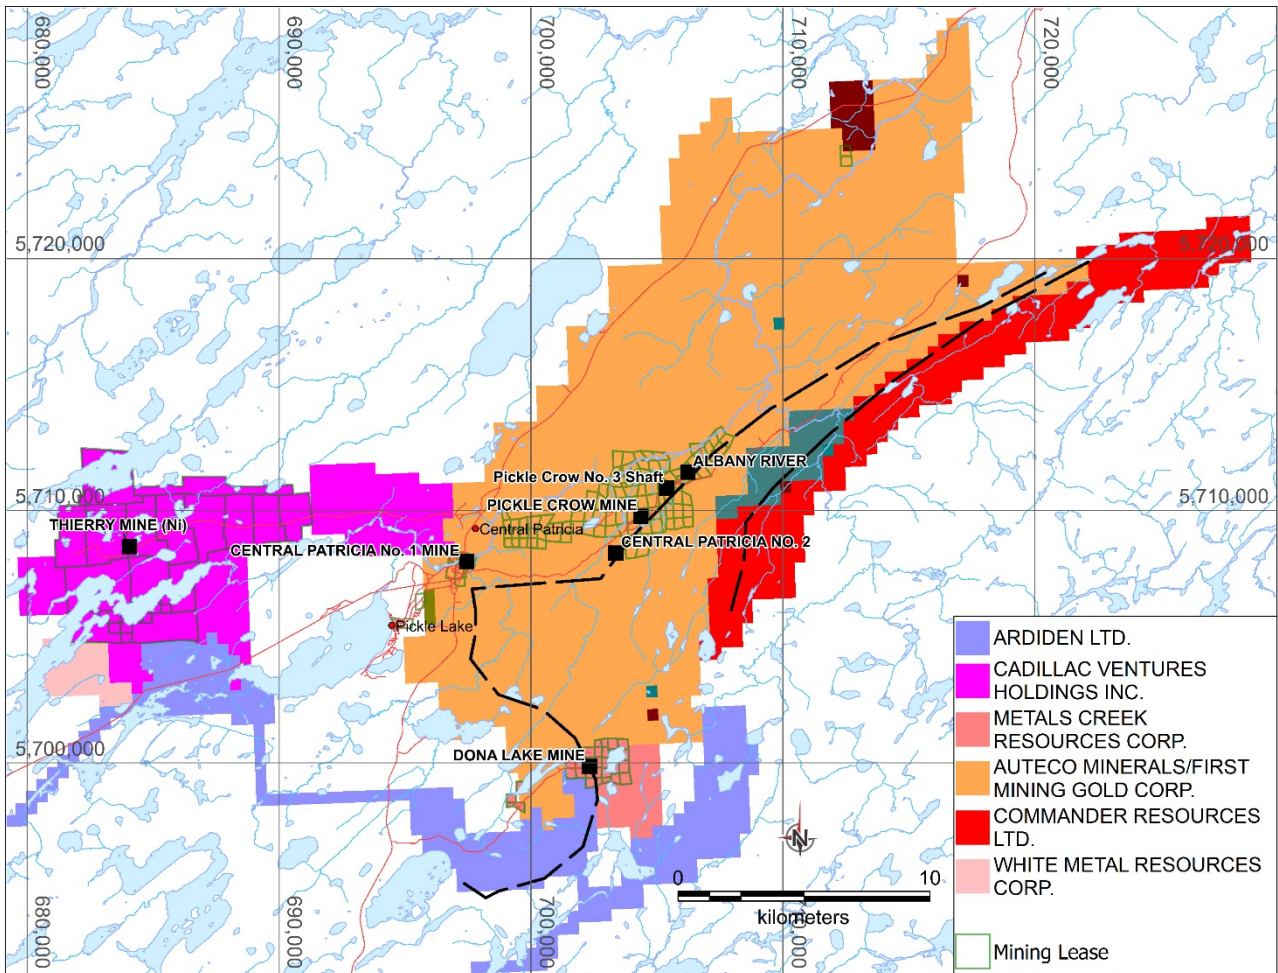 680,000
690,000
700,000
710,000
720,000
5,720,000
5,720,000
ALBANY RIVER
Pickle Crow No. 3 Shaft
5,710,000
5,710,000
PICKLE CROW MINE
THIERRY MINE (Ni)
Central Patricia
CENTRAL PATRICIA NO. 2
CENTRAL PATRICIA No. 1 MINE
Pickle Lake
5,700,000
DONA LAKE MINE
N
0
10
kilometers
680,000
690,000
700,000
710,000
ARDIDEN LTD.
CADILLAC VENTURES
HOLDINGS INC.
METALS CREEK
RESOURCES CORP.
AUTECO MINERALS/FIRST
MINING GOLD CORP.
COMMANDER RESOURCES
LTD.
WHITE METAL RESOURCES
CORP.
Mining Lease